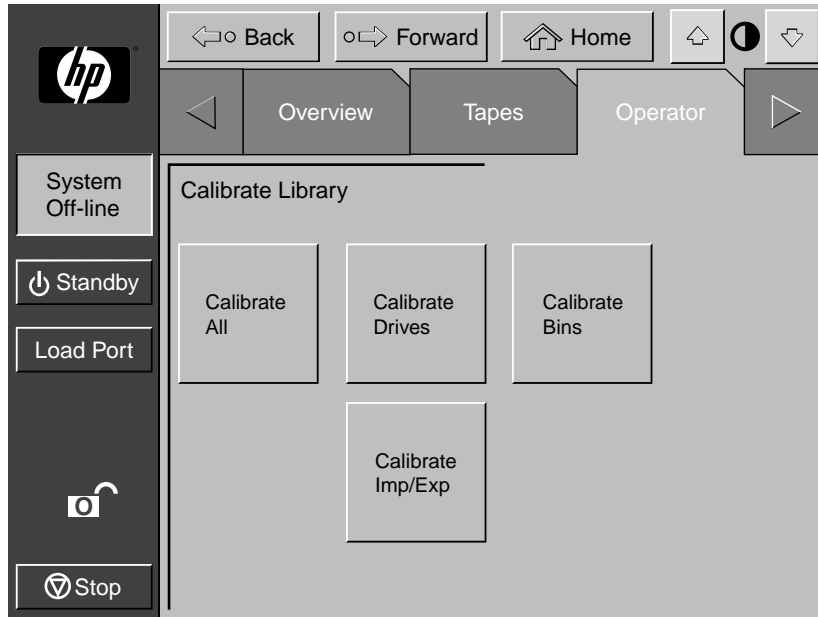 Back
Forward
Home
hp
Overview
Tapes
Operator
System
Off-line
Calibrate Library
Standby
Load Port
Calibrate
All
Calibrate
Drives
Calibrate
Bins
Calibrate
Imp/Exp
Stop